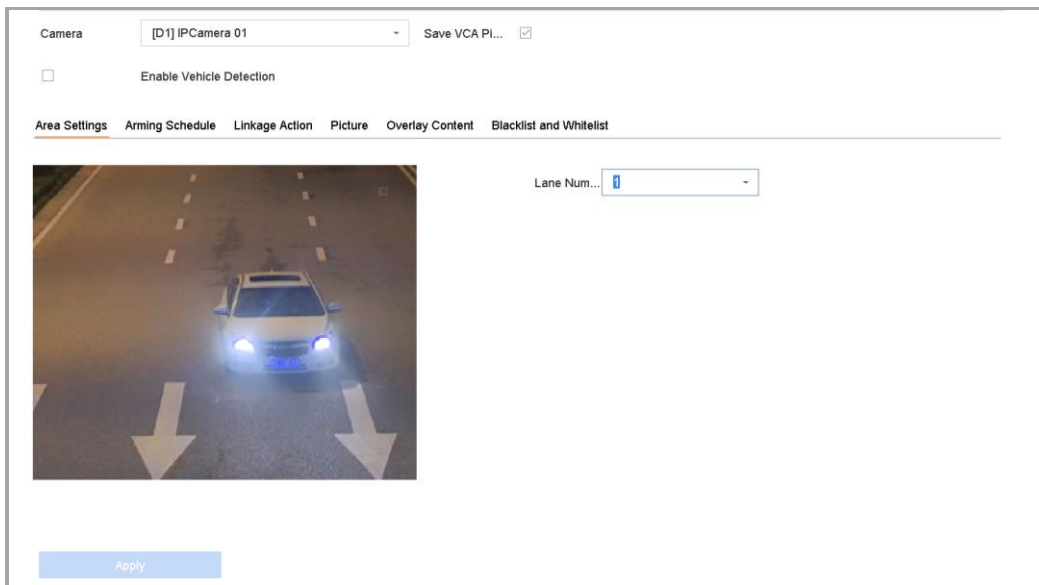 Camera [D1] IPCamera 01 Save VCA Pi...
Enable Vehicle Detection
Area Settings Arming Schedule Linkage Action Picture Overlay Content Blacklist and Whitelist
Lane Num... 1
Apply